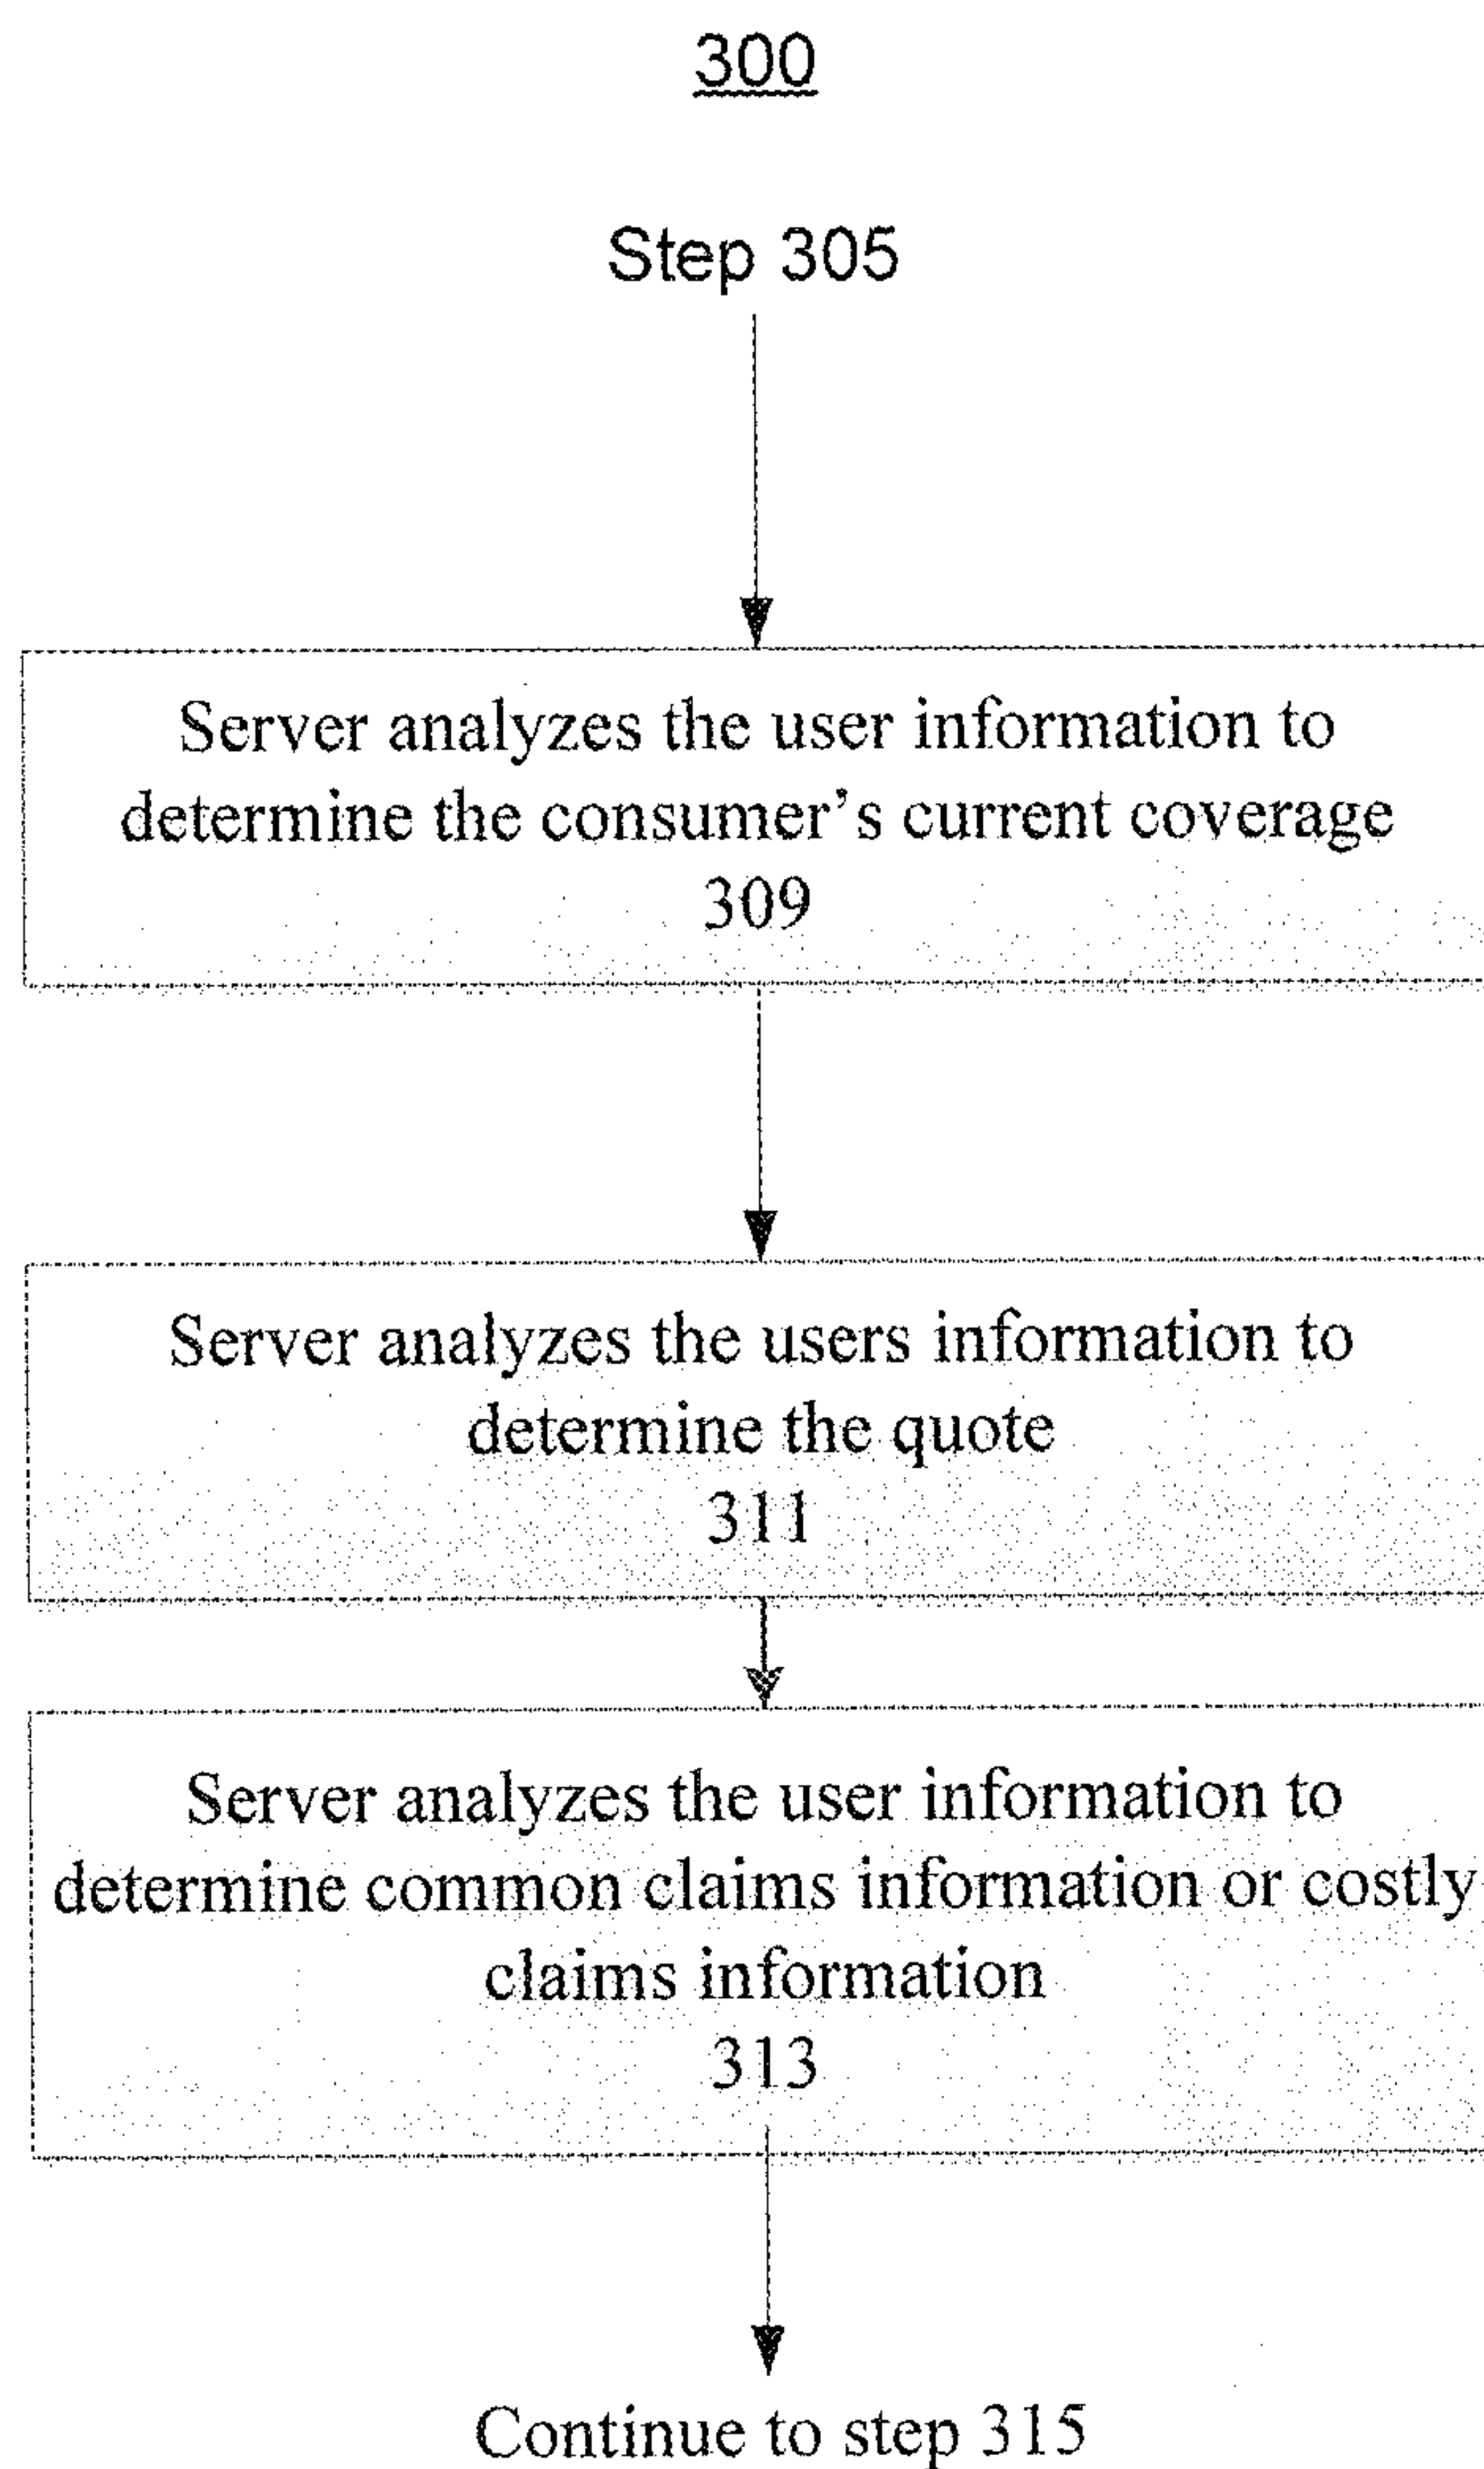 300
Step 305
Server analyzes the user information to
determine the consumer's current coverage
309
Server analyzes the users information to
determine the quote
311
Server analyzes the user information to
determine common claims information or costly
claims information
313
Continue to step 315